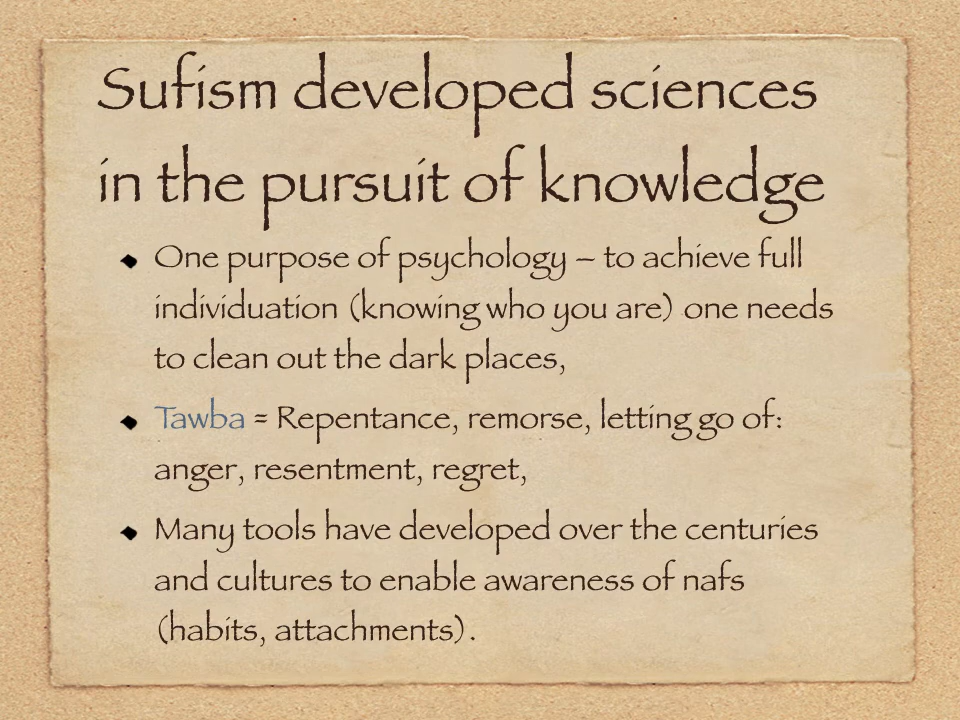 Sufism developed sciences
in the pursuit of knowledge
One purpose of psychology – to achieve full
individuation (knowing who you are) one needs
to clean out the dark places,
Tawba = Repentance, remorse, letting go of:
anger, resentment, regret,
Many tools have developed over the centuries
and cultures to enable awareness of nafs
(habits, attachments).